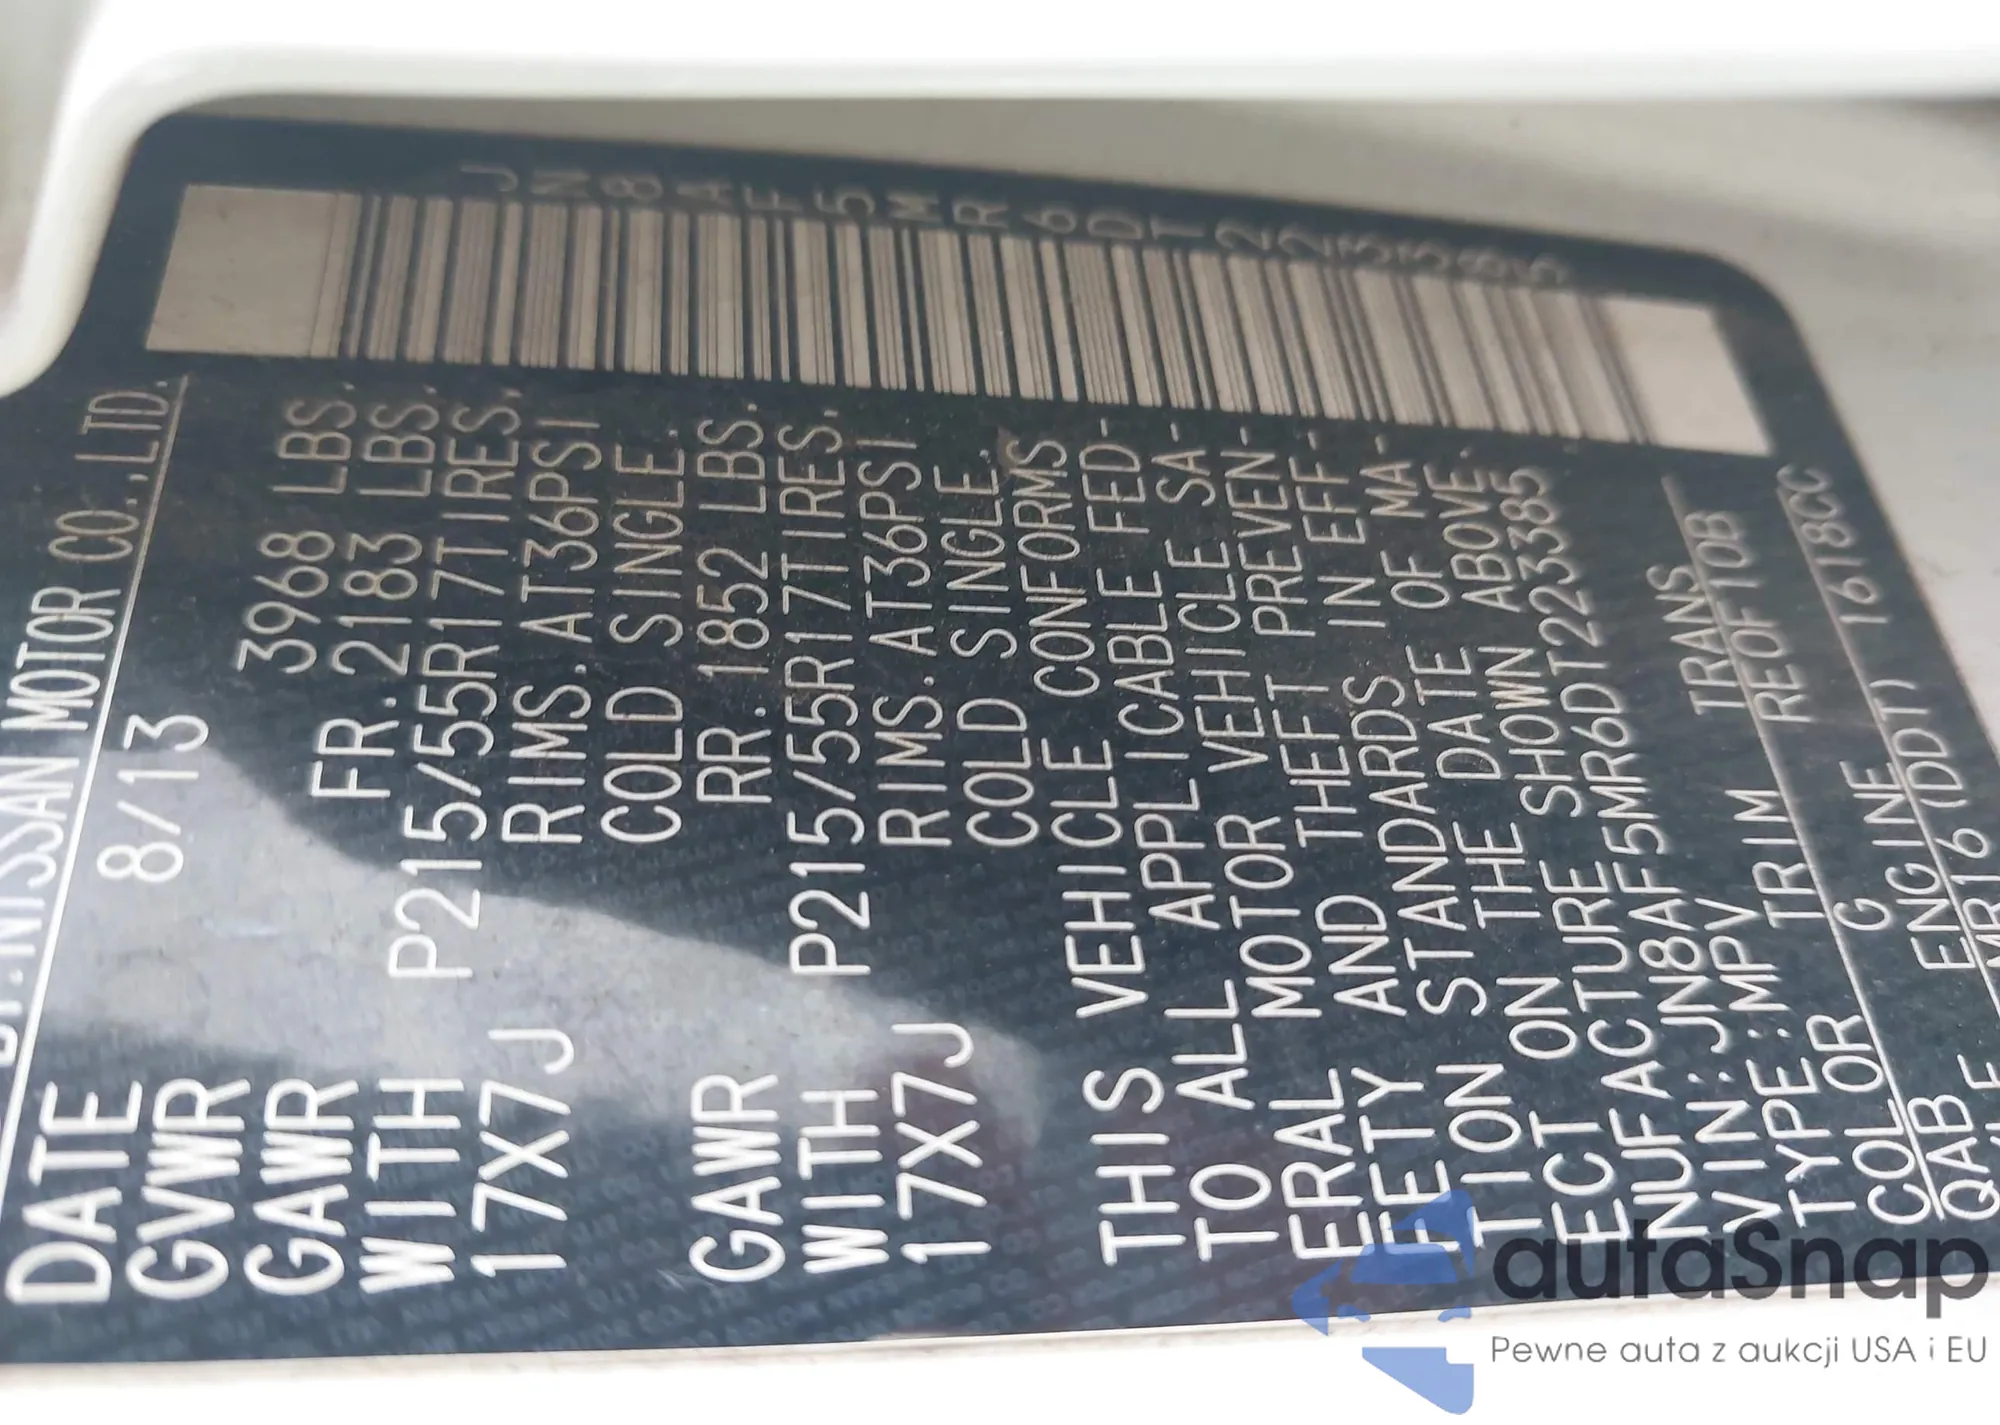 JN8AF5MR6DT223385
BY:NISSAN MOTOR CO.,LTD.
DATE 8/13
GVWR 3968 LBS.
GAWR FR. 2183 LBS.
WITH P215/55R17TIRES,
17X7J RIMS. AT36PSI
COLD SINGLE.
GAWR RR. 1852 LBS.
WITH P215/55R17TIRES,
17X7J RIMS. AT36PSI
COLD SINGLE.
THIS VEHICLE CONFORMS
TO ALL APPLICABLE FED-
ERAL MOTOR VEHICLE SA-
FETY AND THEFT PREVEN-
TION STANDARDS IN EFF-
ECT ON THE DATE OF MA-
NUFACTURE SHOWN ABOVE.
VIN:JN8AF5MR6DT223385
TYPE:MPV
COLOR TRIM TRANS
QAB G REOF10B
ENGINE 1618CC
MR16 (DDT)
autaSnap
Pewne auta z aukcji USA i EU